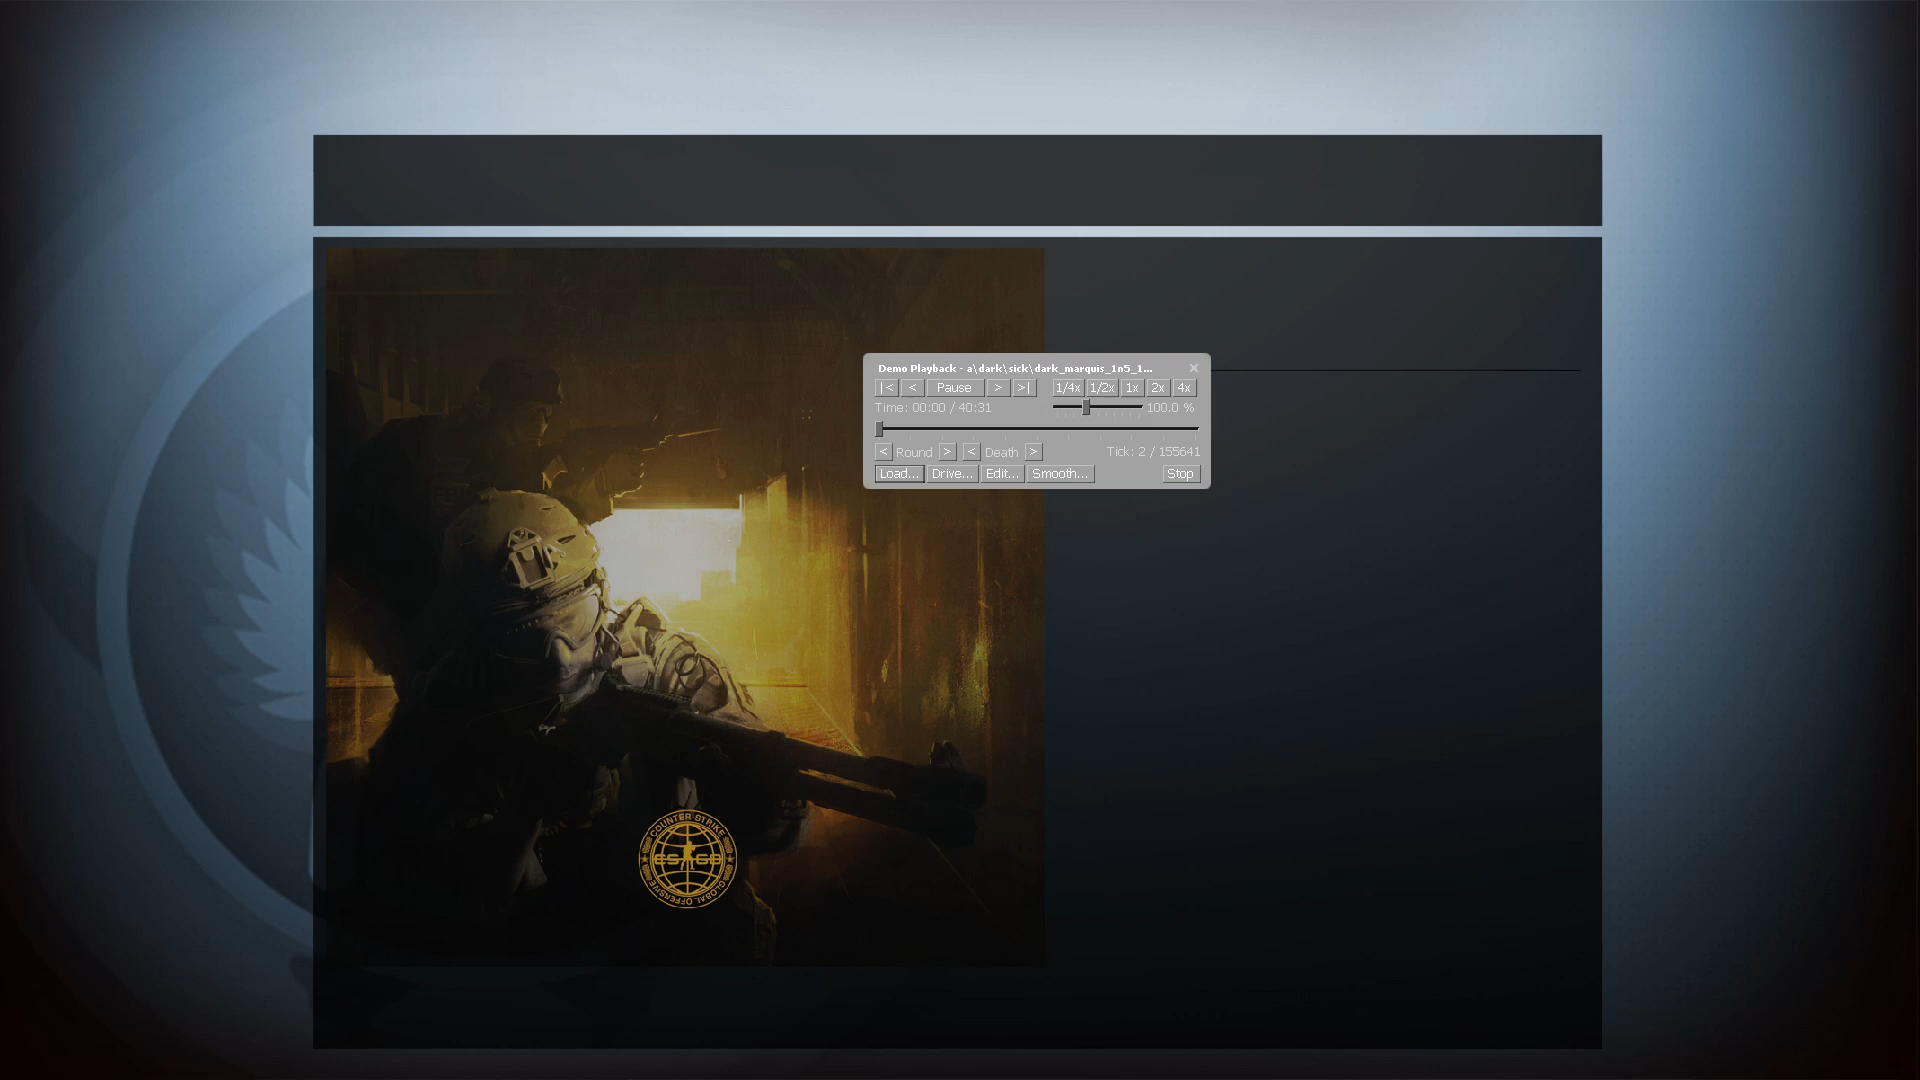 Demo Playback - a\dark\sick\dark_marquis_1n5_1...
|< < Pause > >| 1/4x 1/2x 1x 2x 4x
Time: 00:00 / 40:31 100.0 %
< Round > < Death > Tick: 2 / 155641
Load... Drive... Edit... Smooth... Stop
COUNTER STRIKE
CS GO
GLOBAL OFFENSIVE